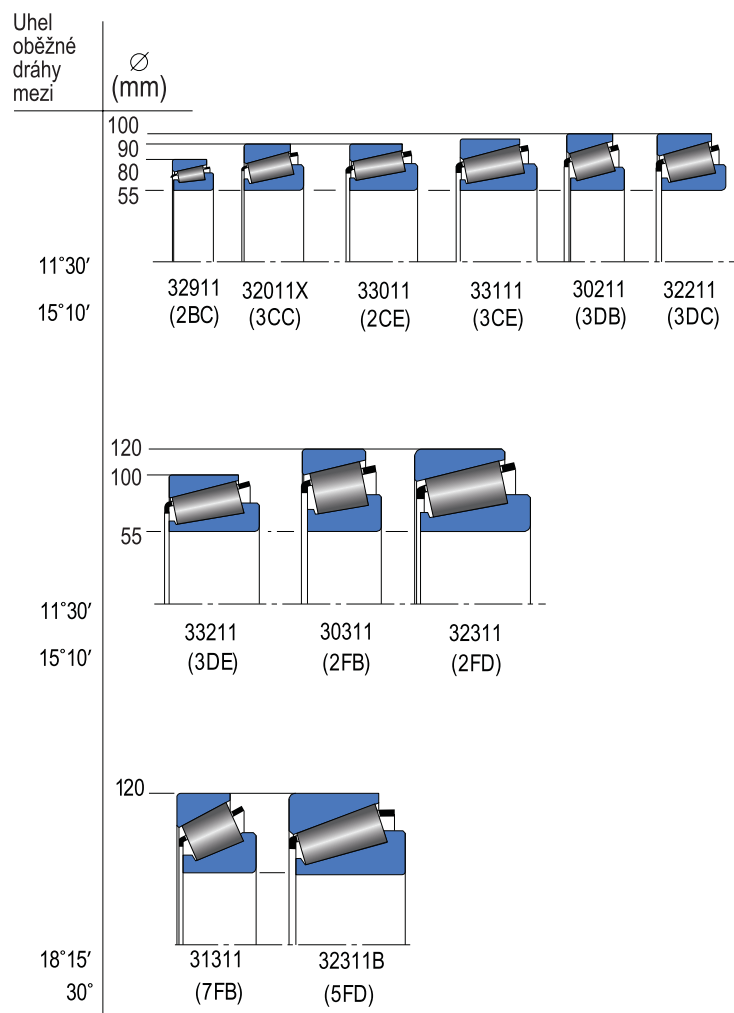 Uhel
oběžné
dráhy
mezi
Ø
(mm)
100
90
80
55
11°30′
15°10′
32911 32011X 33011 33111 30211 32211
(2BC) (3CC) (2CE) (3CE) (3DB) (3DC)
120
100
55
11°30′
15°10′
33211 30311 32311
(3DE) (2FB) (2FD)
120
18°15′
30°
31311 32311B
(7FB) (5FD)